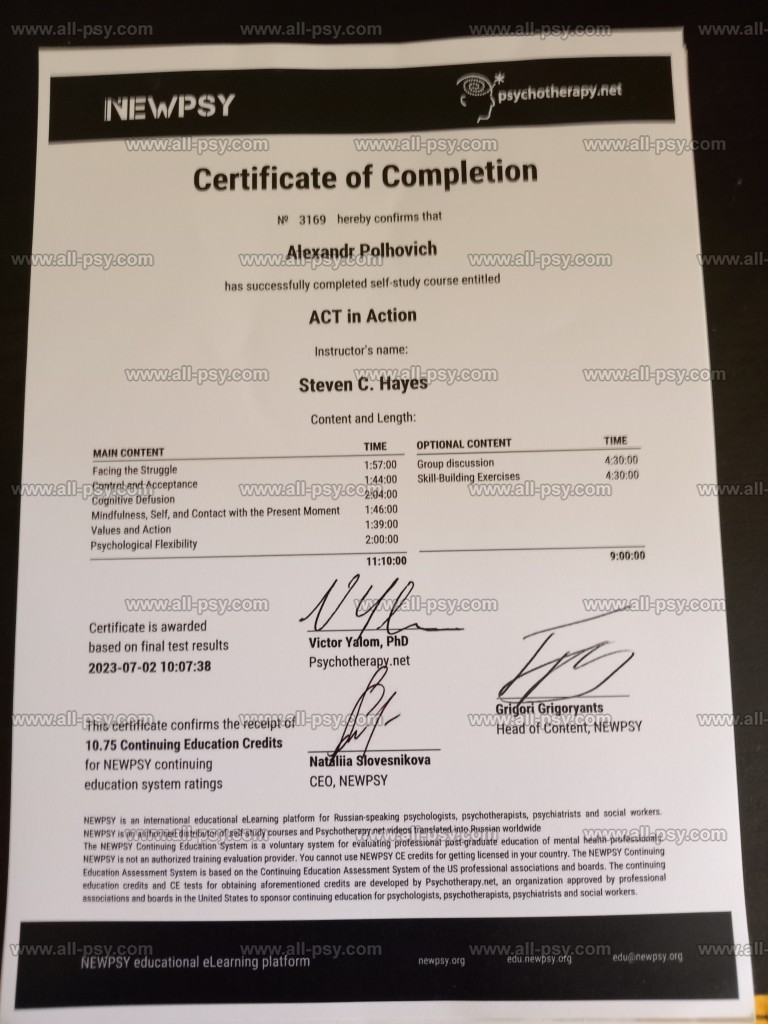 NEWPSY
psychotherapy.net
Certificate of Completion
№ 3169 hereby confirms that
Alexandr Polhovich
has successfully completed self-study course entitled
ACT in Action
Instructor's name:
Steven C. Hayes
Content and Length:
MAIN CONTENT TIME OPTIONAL CONTENT TIME
Facing the Struggle 1:57:00 Group discussion 4:30:00
Control and Acceptance 1:44:00 Skill-Building Exercises 4:30:00
Cognitive Defusion 2:04:00
Mindfulness, Self, and Contact with the Present Moment 1:46:00
Values and Action 1:39:00
Psychological Flexibility 2:00:00
11:10:00 9:00:00
Certificate is awarded
based on final test results
2023-07-02 10:07:38
Victor Yalom, PhD
Psychotherapy.net
Grigori Grigoryants
Head of Content, NEWPSY
This certificate confirms the receipt of
10.75 Continuing Education Credits
for NEWPSY continuing
education system ratings
Nataliia Slovesnikova
CEO, NEWPSY
NEWPSY is an international educational eLearning platform for Russian-speaking psychologists, psychotherapists, psychiatrists and social workers.
NEWPSY is an authorised distributor of self-study courses and Psychotherapy.net videos translated into Russian worldwide
The NEWPSY Continuing Education System is a voluntary system for evaluating professional post-graduate education of mental health professionals.
NEWPSY is not an authorized training evaluation provider. You cannot use NEWPSY CE credits for getting licensed in your country. The NEWPSY Continuing
Education Assessment System is based on the Continuing Education Assessment System of the US professional associations and boards. The continuing
education credits and CE tests for obtaining aforementioned credits are developed by Psychotherapy.net, an organization approved by professional
associations and boards in the United States to sponsor continuing education for psychologists, psychotherapists, psychiatrists and social workers.
NEWPSY educational eLearning platform newpsy.org edu.newpsy.org edu@newpsy.org
www.all-psy.com